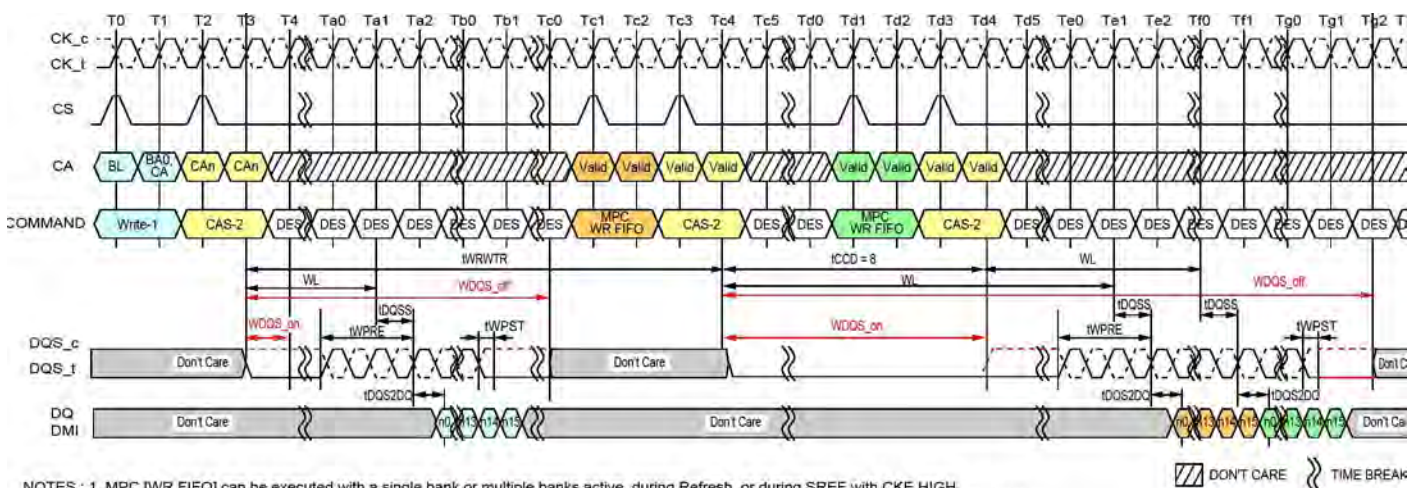 T0 T1 T2 T3 T4 Ta0 Ta1 Ta2 Tb0 Tb1 Tc0 Tc1 Tc2 Tc3 Tc4 Tc5 Td0 Td1 Td2 Td3 Td4 Td5 Te0 Te1 Te2 Tf0 Tf1 Tg0 Tg1 Tg2
CK_c
CK_t
CS
CA BL BA0, CA CAn CAn Valid Valid Valid Valid Valid Valid Valid Valid
COMMAND Write-1 CAS-2 DES DES DES DES DES DES DES MPC WR FIFO CAS-2 DES DES MPC WR FIFO CAS-2 DES DES DES DES DES DES DES DES DES
tWRWTR tCCD = 8 WL
WL WDQS_off WL WDQS_off
WDQS_on tDQSS WDQS_on tDQSS tDQSS
tWPRE tWPST tWPRE tWPST
DQS_c
DQS_t Don't Care Don't Care Don't C
tDQS2DQ tDQS2DQ tDQS2DQ
DQ
DMI Don't Care n0 n13 n14 n15 Don't Care n0 n13 n14 n15 n0 n13 n14 n15 Don't Ca
DON'T CARE TIME BREAK
NOTES : 1. MPC [WR FIFO] can be executed with a single bank or multiple banks active, during Refresh, or during SREF with CKE HIGH.